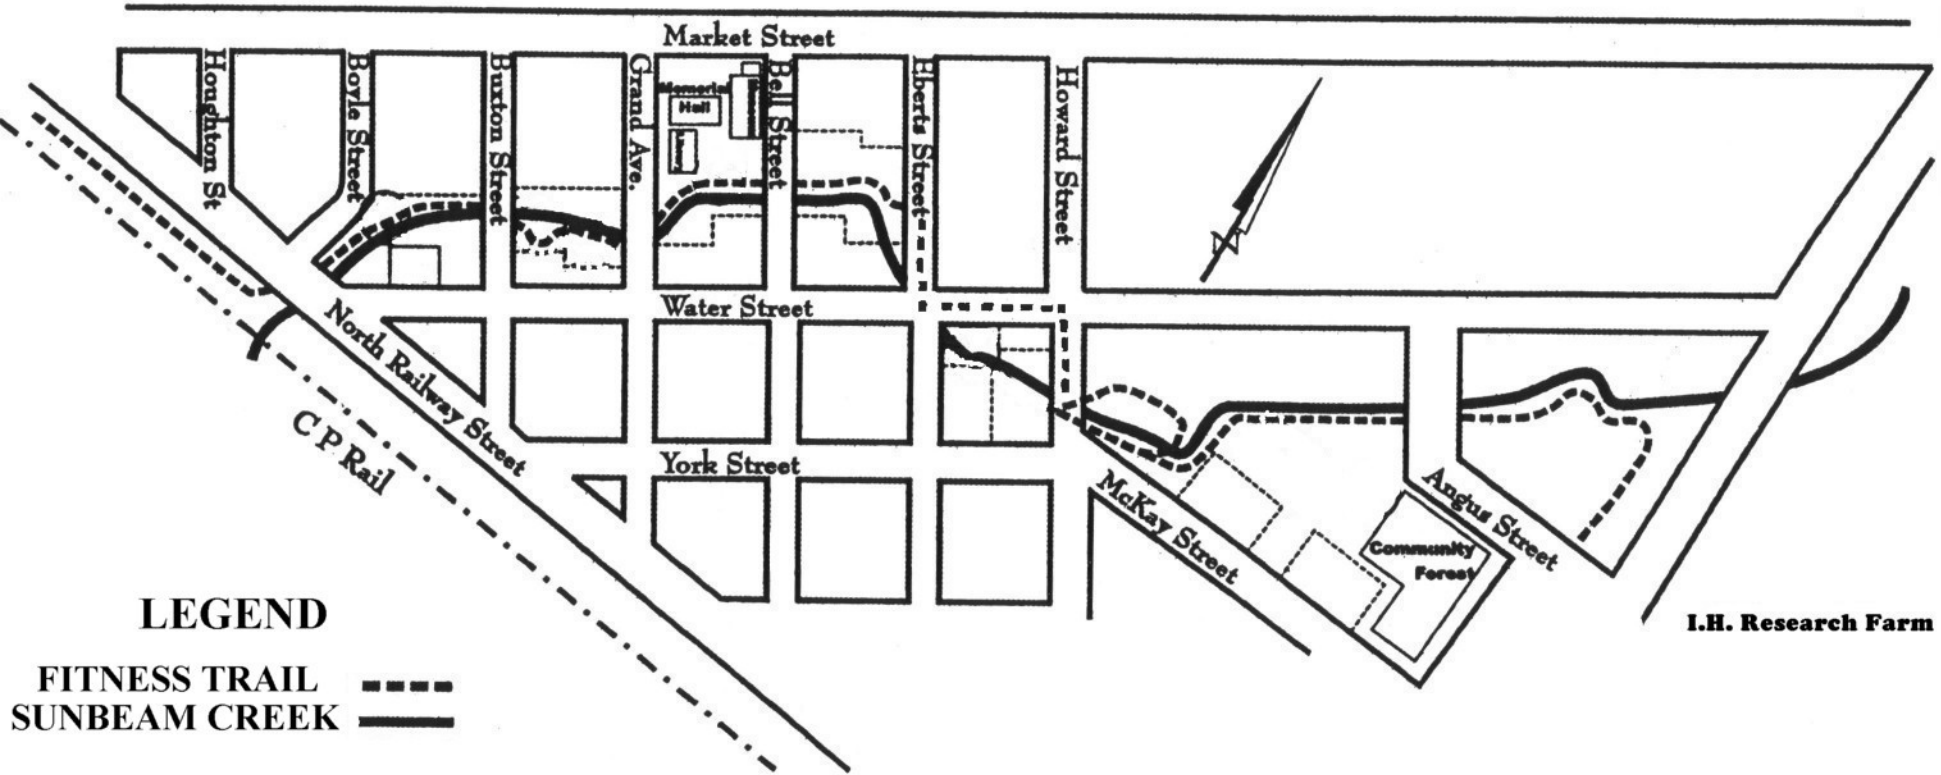 Market Street
Houghton St
Boyle Street
Buxton Street
Grand Ave.
Memorial
Hall
Bell Street
Eberts Street
Howard Street
N
Water Street
North Railway Street
C P Rail
York Street
McKay Street
Angus Street
Community
Forest
I.H. Research Farm
LEGEND
FITNESS TRAIL
SUNBEAM CREEK